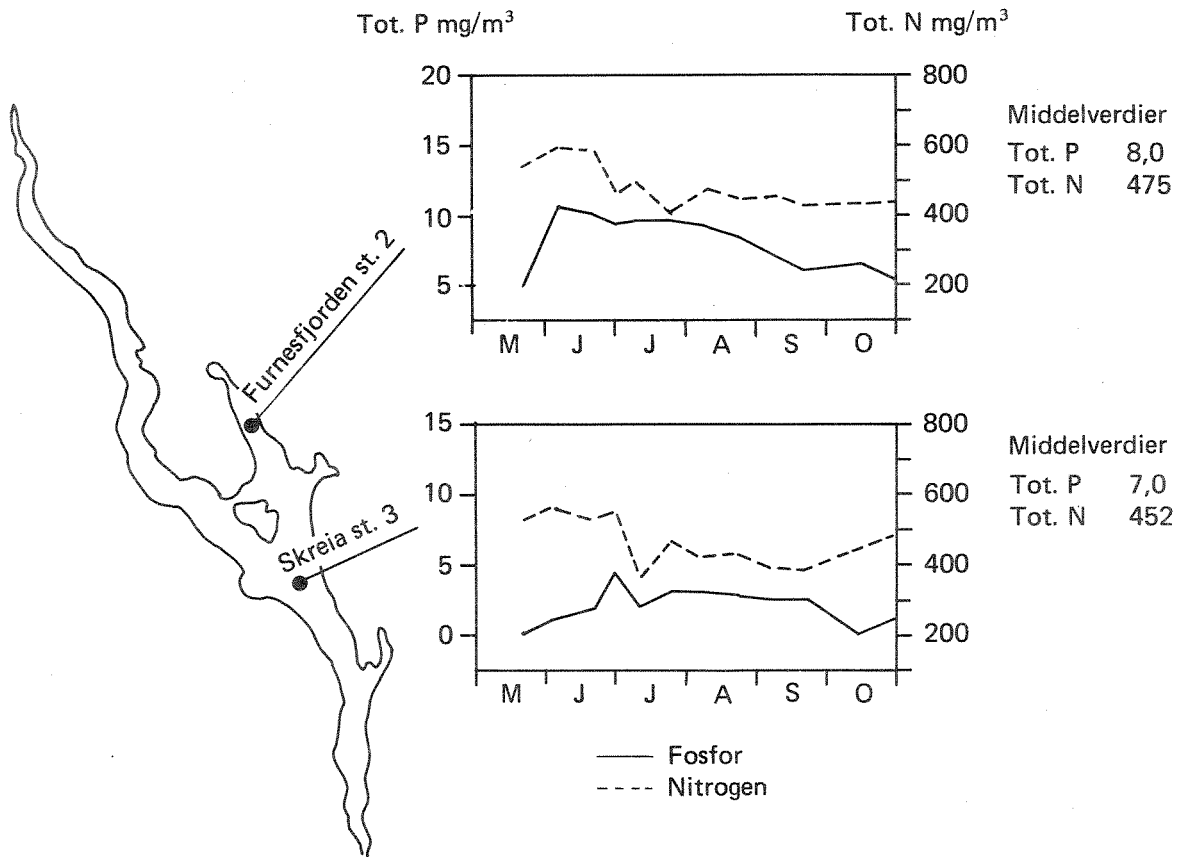 Tot. P mg/m³
Tot. N mg/m³
20
15
10
5
800
600
400
200
M J J A S O
Middelverdier
Tot. P 8,0
Tot. N 475
Furnesfjorden st. 2
15
10
5
0
800
600
400
200
M J J A S O
Middelverdier
Tot. P 7,0
Tot. N 452
Skreia st. 3
Fosfor
Nitrogen